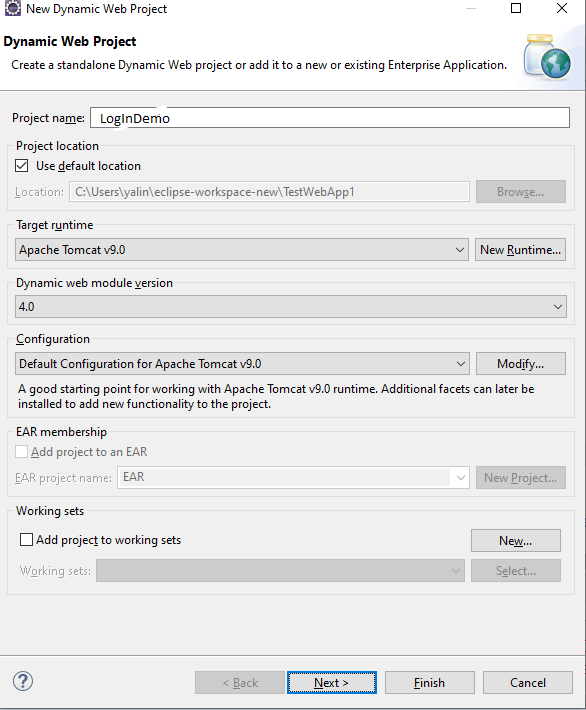 New Dynamic Web Project
Dynamic Web Project
Create a standalone Dynamic Web project or add it to a new or existing Enterprise Application.
Project name: LogInDemo
Project location
Use default location
Location: C:\Users\yalin\eclipse-workspace-new\TestWebApp1 Browse...
Target runtime
Apache Tomcat v9.0 New Runtime...
Dynamic web module version
4.0
Configuration
Default Configuration for Apache Tomcat v9.0 Modify...
A good starting point for working with Apache Tomcat v9.0 runtime. Additional facets can later be
installed to add new functionality to the project.
EAR membership
Add project to an EAR
EAR project name: EAR New Project...
Working sets
Add project to working sets New...
Working sets: Select...
? < Back Next > Finish Cancel